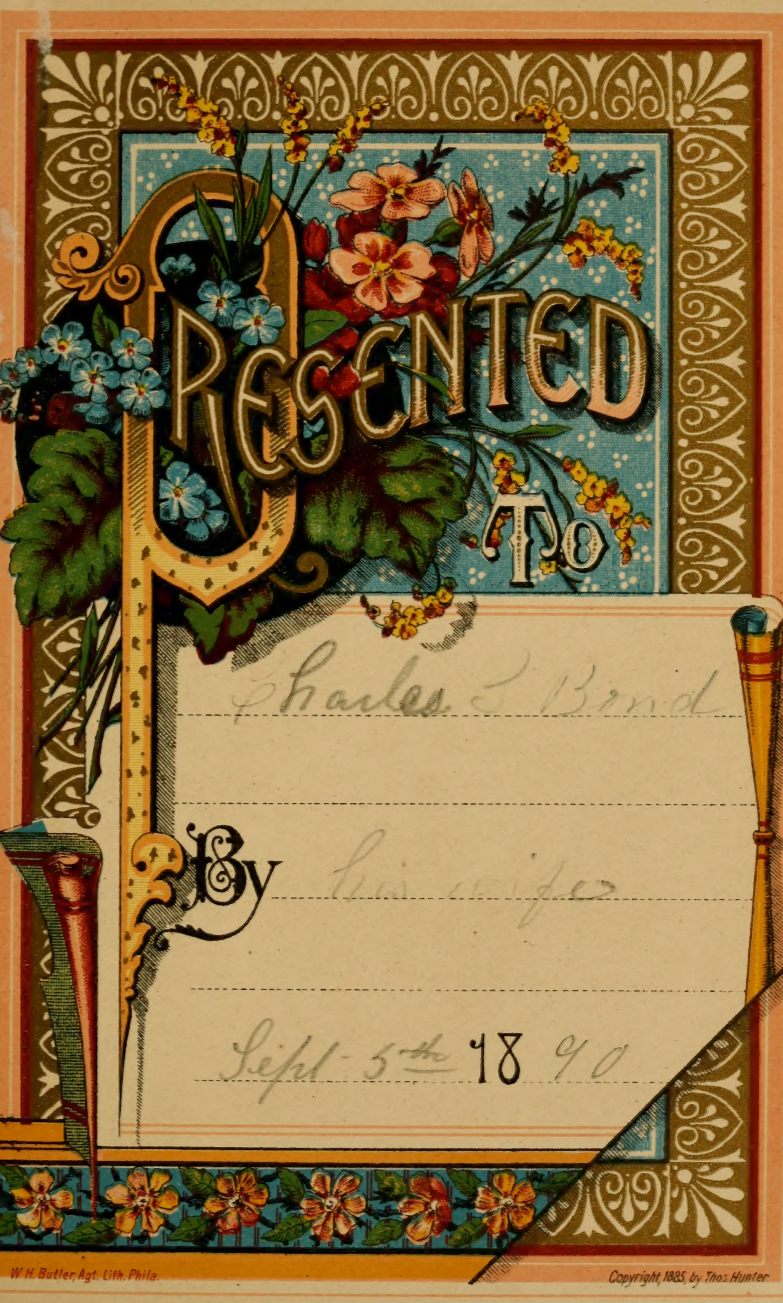 PRESENTED
To
Charles L Bond
By his wife
Sept - 5th 1890
W. H. Butler, Agt. Lith. Phila.
Copyright, 1885, by Thos. Hunter